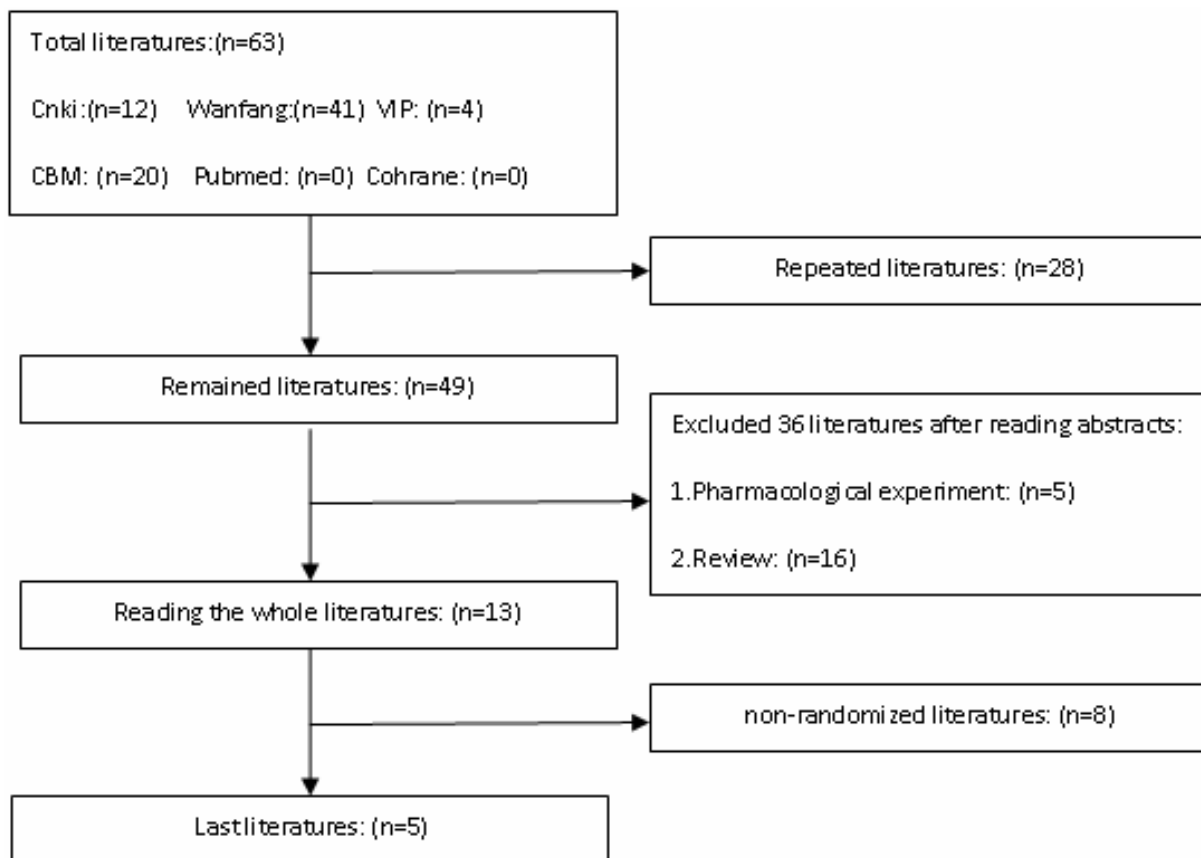 Total literatures:(n=63)
Cnki:(n=12) Wanfang:(n=41) VIP: (n=4)
CBM: (n=20) Pubmed: (n=0) Cohrane: (n=0)
Repeated literatures: (n=28)
Remained literatures: (n=49)
Excluded 36 literatures after reading abstracts:
1.Pharmacological experiment: (n=5)
2.Review: (n=16)
Reading the whole literatures: (n=13)
non-randomized literatures: (n=8)
Last literatures: (n=5)